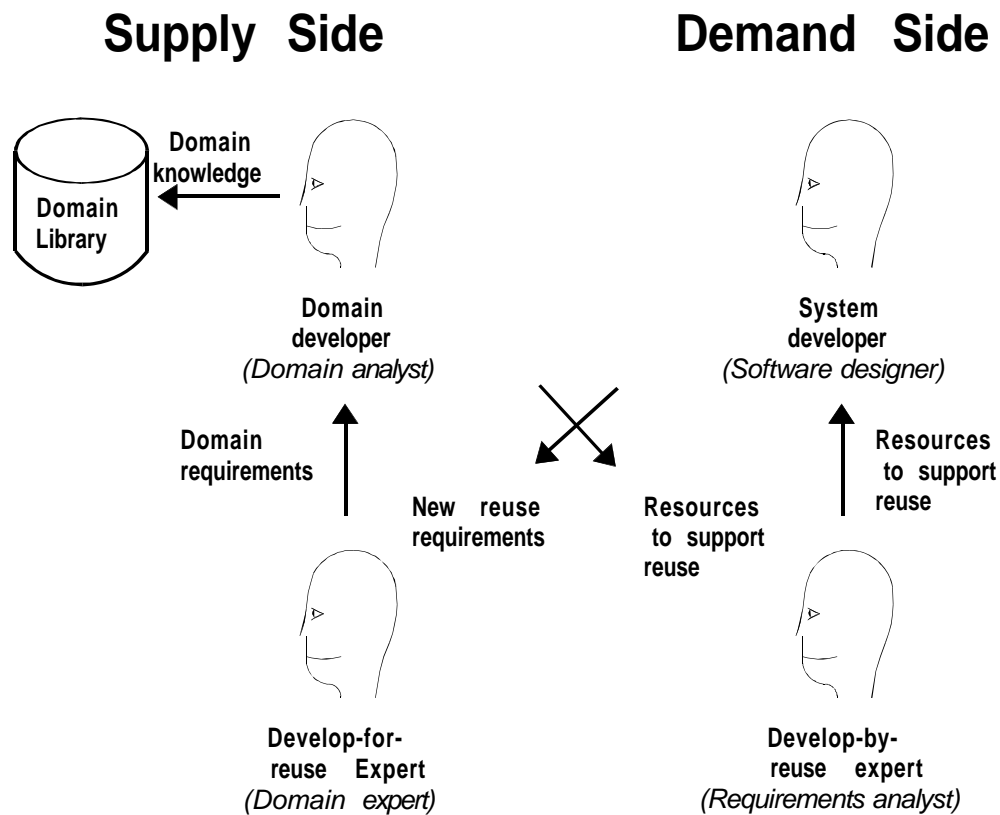 Supply Side
Demand Side
Domain
knowledge
Domain
Library
Domain
developer
(Domain analyst)
System
developer
(Software designer)
Domain
requirements
New reuse
requirements
Resources
to support
reuse
Resources
to support
reuse
Develop-for-
reuse Expert
(Domain expert)
Develop-by-
reuse expert
(Requirements analyst)